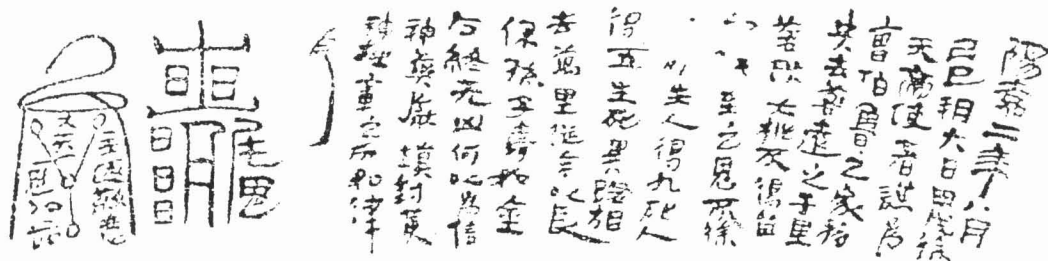 陽嘉二年八月
己巳朔六日甲戌徐
天帝使者謹為
曹伯魯之家移
央去咎遠之千里
咎 大桃不得留
至之鬼所徐
生人得九死人
得五生死異路相
去萬里從今以長
保孫子壽如金
石終无凶何以為信
神藥厭填封黃
神越章之印如律
令